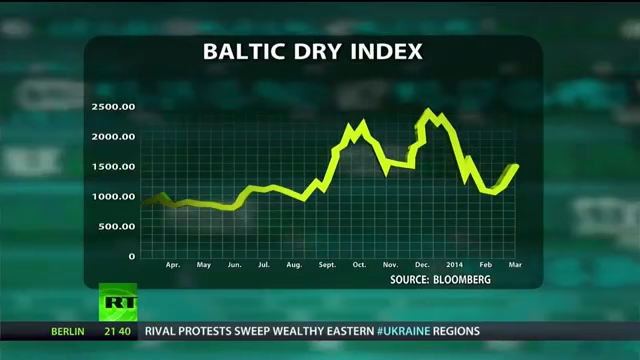 BALTIC DRY INDEX
2500.00
2000.00
1500.00
1000.00
500.00
0
Apr. May Jun. Jul. Aug. Sept. Oct. Nov. Dec. 2014 Feb Mar
SOURCE: BLOOMBERG
RT
BERLIN 21 40 RIVAL PROTESTS SWEEP WEALTHY EASTERN #UKRAINE REGIONS